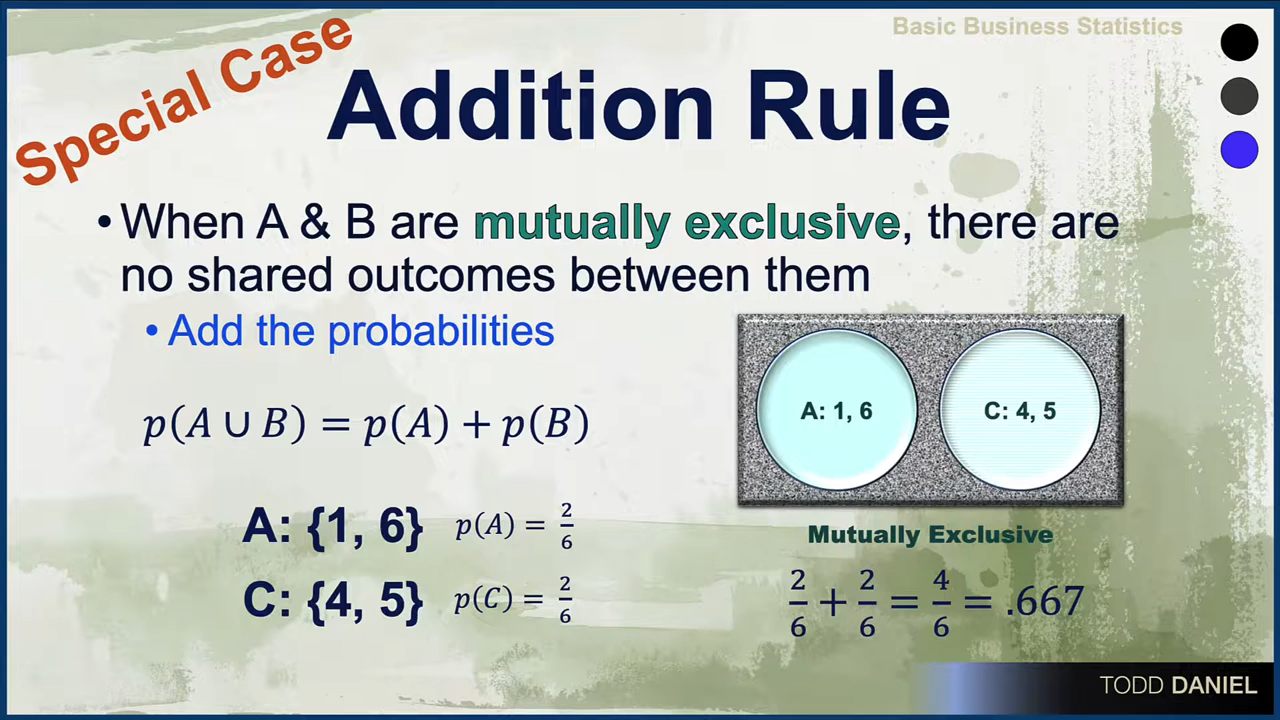 Basic Business Statistics
Special Case
Addition Rule
•When A & B are mutually exclusive, there are
no shared outcomes between them
• Add the probabilities
A: 1, 6
C: 4, 5
p(A ∪ B) = p(A) + p(B)
Mutually Exclusive
A: {1, 6} p(A) = 2/6
C: {4, 5} p(C) = 2/6
2/6 + 2/6 = 4/6 = .667
TODD DANIEL